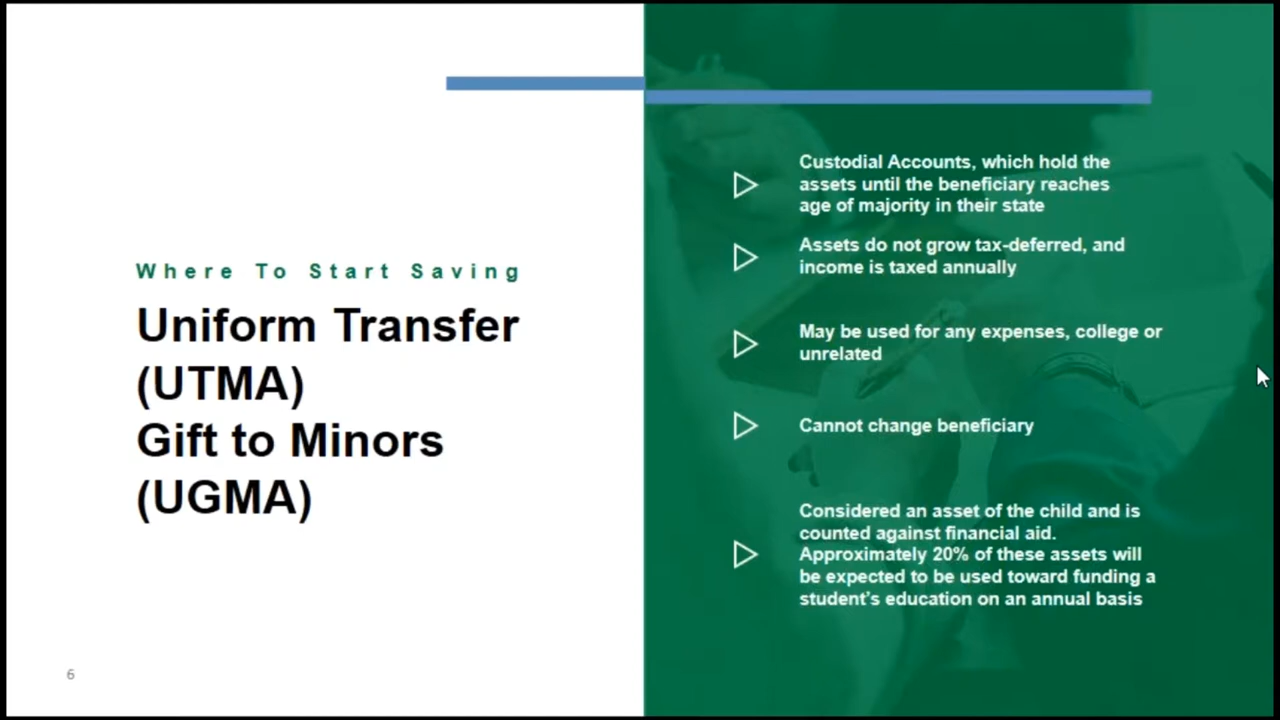 Where To Start Saving
Uniform Transfer
(UTMA)
Gift to Minors
(UGMA)
6
Custodial Accounts, which hold the
assets until the beneficiary reaches
age of majority in their state
Assets do not grow tax-deferred, and
income is taxed annually
May be used for any expenses, college or
unrelated
Cannot change beneficiary
Considered an asset of the child and is
counted against financial aid.
Approximately 20% of these assets will
be expected to be used toward funding a
student's education on an annual basis